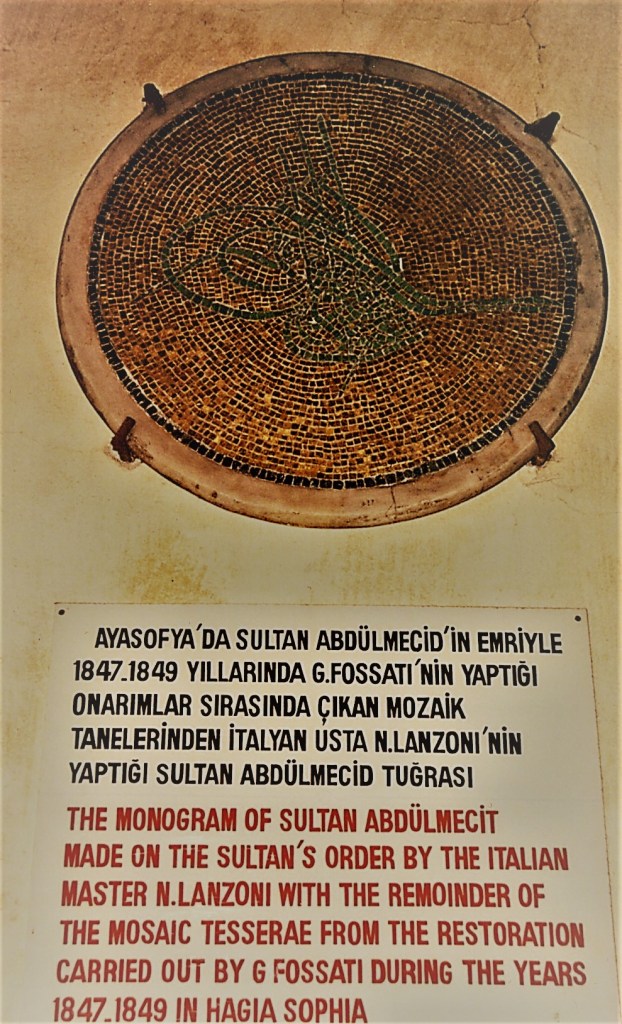 AYASOFYA'DA SULTAN ABDÜLMECİD'İN EMRİYLE
1847-1849 YILLARINDA G.FOSSATI'NİN YAPTIĞI
ONARIMLAR SIRASINDA ÇIKAN MOZAİK
TANELERİNDEN İTALYAN USTA N.LANZONI'NİN
YAPTIĞI SULTAN ABDÜLMECİD TUĞRASI
THE MONOGRAM OF SULTAN ABDÜLMECİT
MADE ON THE SULTAN'S ORDER BY THE ITALIAN
MASTER N.LANZONI WITH THE REMOINDER OF
THE MOSAIC TESSERAE FROM THE RESTORATION
CARRIED OUT BY G FOSSATI DURING THE YEARS
1847-1849 IN HAGIA SOPHIA